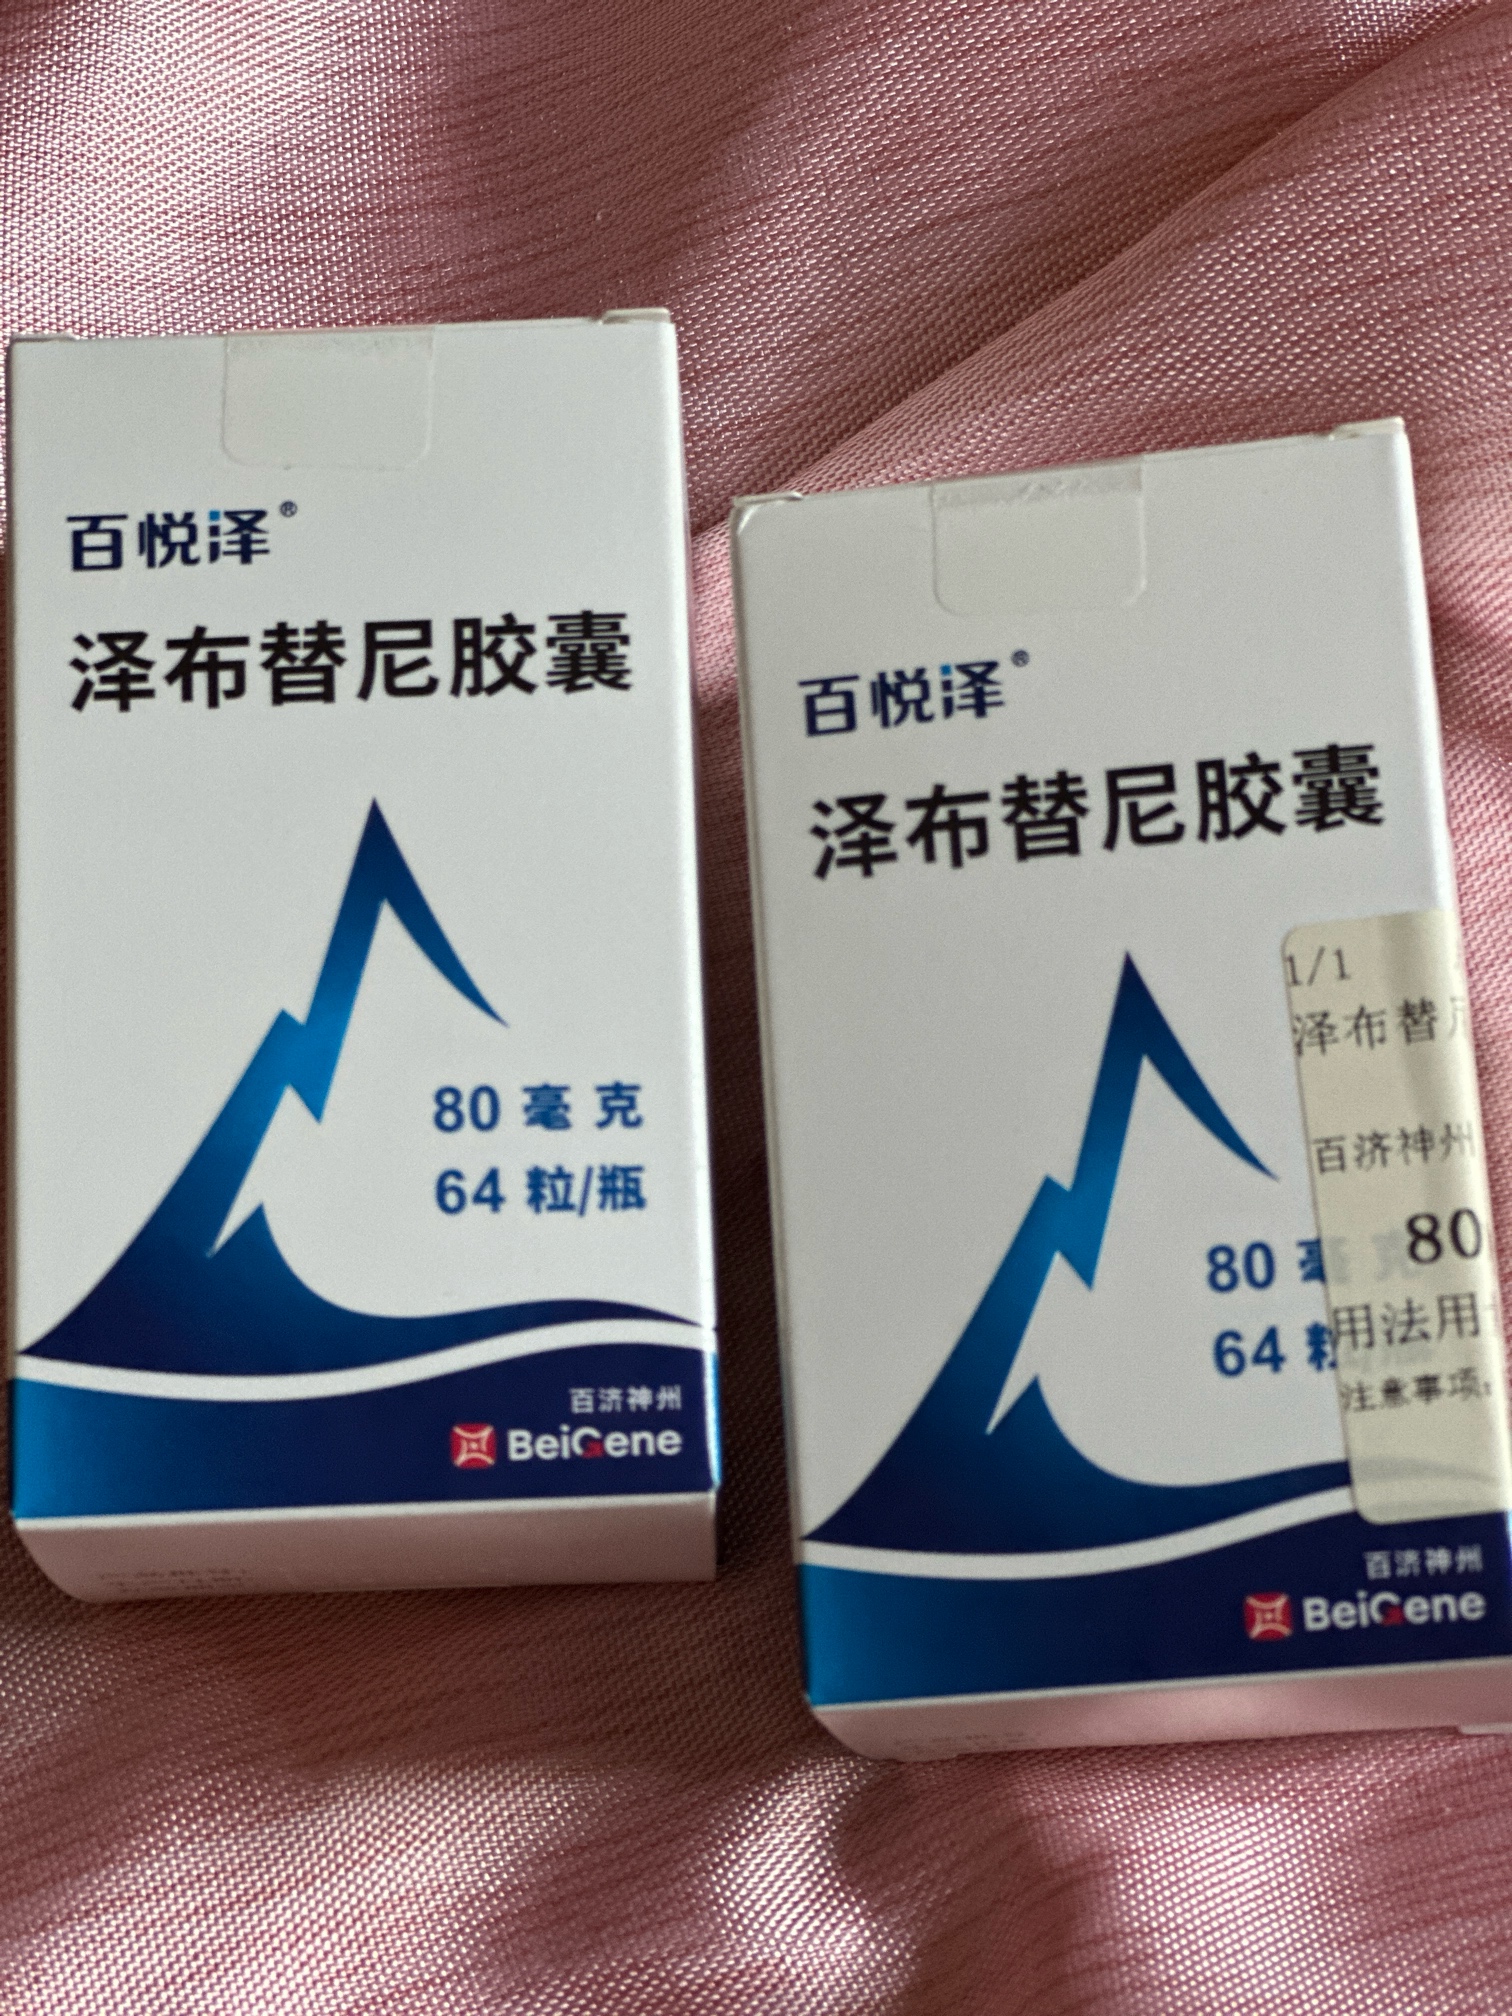 百悦泽®
泽布替尼胶囊
80 毫 克
64 粒/瓶
百济神州
BeiGene
百悦泽®
泽布替尼胶囊
80 毫 克
64
1/1
泽布替
百济神州
80
用法用
注意事项:
百济神州
BeiGene